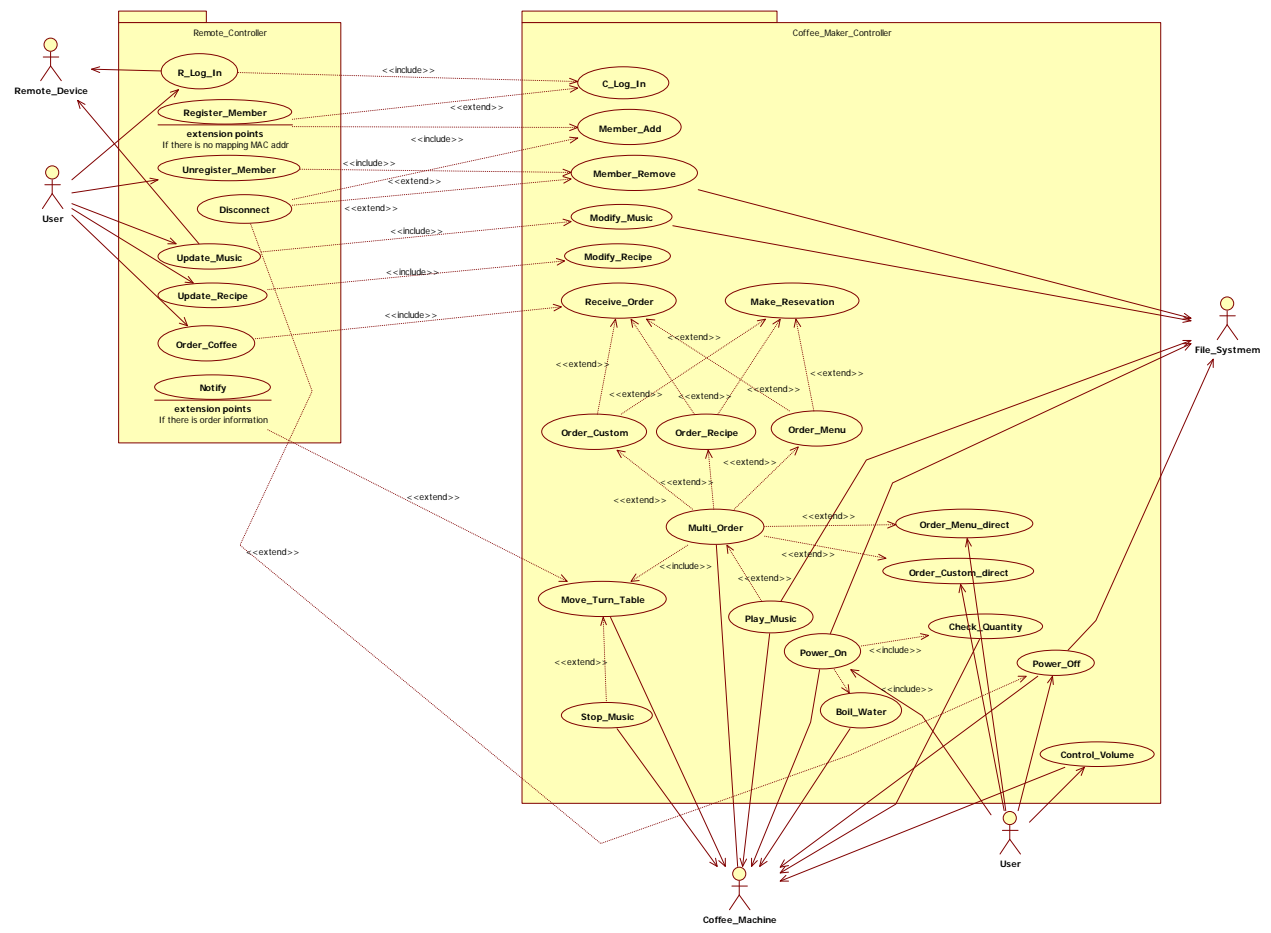 Remote_Controller
Coffee_Maker_Controller
R_Log_In
<<include>>
C_Log_In
Remote_Device
Register_Member
<<extend>>
extension points
If there is no mapping MAC addr
Member_Add
<<include>>
Unregister_Member
<<include>>
Member_Remove
<<extend>>
User
Disconnect
<<extend>>
Modify_Music
<<include>>
Update_Music
Modify_Recipe
<<include>>
Update_Recipe
Receive_Order
Make_Resevation
<<include>>
Order_Coffee
<<extend>>
File_Systmem
<<extend>>
<<extend>>
Notify
<<extend>>
<<extend>>
<<extend>>
extension points
If there is order information
Order_Custom
Order_Recipe
Order_Menu
<<extend>>
<<extend>>
<<extend>>
<<extend>>
<<extend>>
Multi_Order
Order_Menu_direct
<<extend>>
<<extend>>
<<include>>
Order_Custom_direct
<<extend>>
Move_Turn_Table
Play_Music
Check_Quantity
Power_On
<<include>>
<<extend>>
Power_Off
<<include>>
Stop_Music
Boil_Water
Control_Volume
User
Coffee_Machine